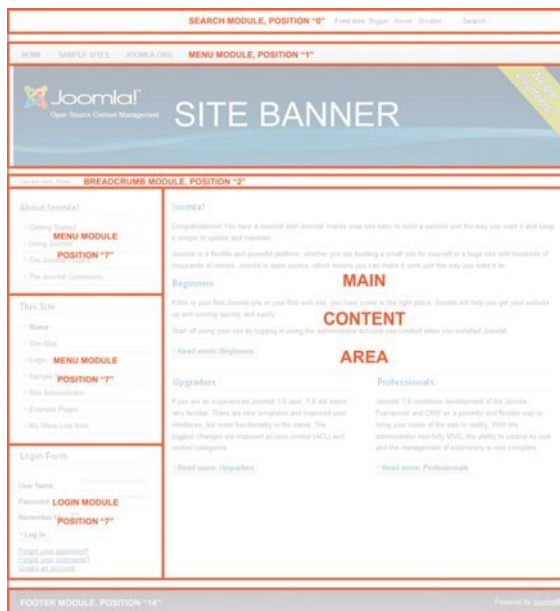 SEARCH MODULE, POSITION "0" Font size Bigger Reset Smaller Search...
HOME SAMPLE SITES JOOMLA.ORG MENU MODULE, POSITION "1"
Joomla!
Open Source Content Management
SITE BANNER
BREADCRUMB MODULE, POSITION "2"
About Joomla!
Getting Started
Using Joomla!
MENU MODULE
POSITION "7"
The Joomla
The Joomla Community
This Site
Home
Site Map
Login
MENU MODULE
Sample
POSITION "7"
Site Administrator
Example Pages
My Menu Link Item
Login Form
User Name
Password
LOGIN MODULE
Remember Me
POSITION "7"
Log in
Forgot your password?
Forgot your username?
Create an account
Joomla!
Congratulations! You have a Joomla! site! Joomla! makes your site easy to build a website just the way you want it and keep
it simple to update and maintain.
Joomla! is a flexible and powerful platform, whether you are building a small site for yourself or a huge site with hundreds of
thousands of visitors. Joomla is open source, which means you can make it work just the way you want it to.
MAIN
CONTENT
AREA
Beginners
If this is your first Joomla site or your first web site, you have come to the right place. Joomla will help you get your website
up and running quickly and easily.
Start off using your site by logging in using the administrator account you created when you installed Joomla!.
Read more: Beginners
Upgraders
If you are an experienced Joomla! 1.5 user, 1.6 will seem
very familiar. There are new templates and improved user
interfaces, but most functionality is the same. The
biggest changes are improved access control (ACL) and
nested categories.
Read more: Upgraders
Professionals
Joomla! 1.6 continues development of the Joomla
Framework and CMS as a powerful and flexible way to
bring your vision of the web to reality. With the
administrator now fully MVC, the ability to control its look
and the management of extensions is now complete.
Read more: Professionals
FOOTER MODULE, POSITION "14"
Powered by Joomla!